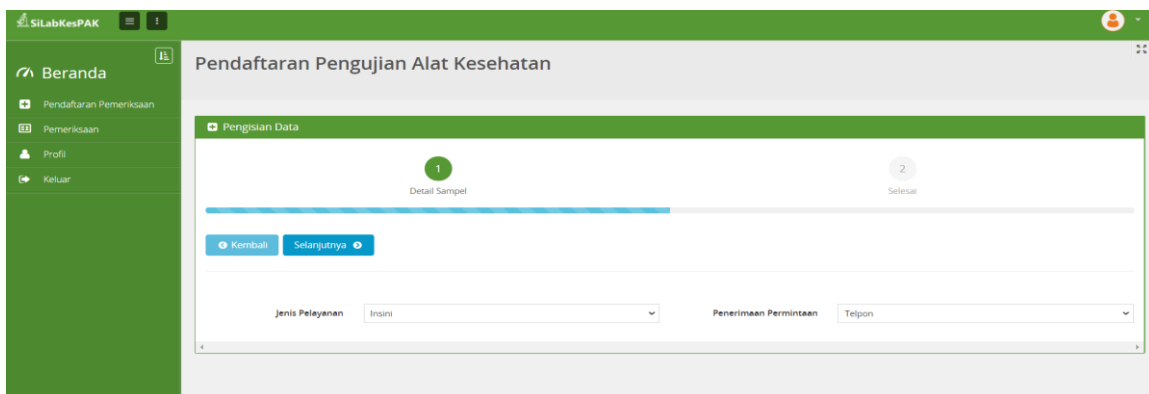 SiLabKesPAK
Beranda
Pendaftaran Pemeriksaan
Pemeriksaan
Profil
Keluar
Pendaftaran Pengujian Alat Kesehatan
Pengisian Data
1
Detail Sampel
2
Selesai
Kembali
Selanjutnya
Jenis Pelayanan
Insini
Penerimaan Permintaan
Telpon